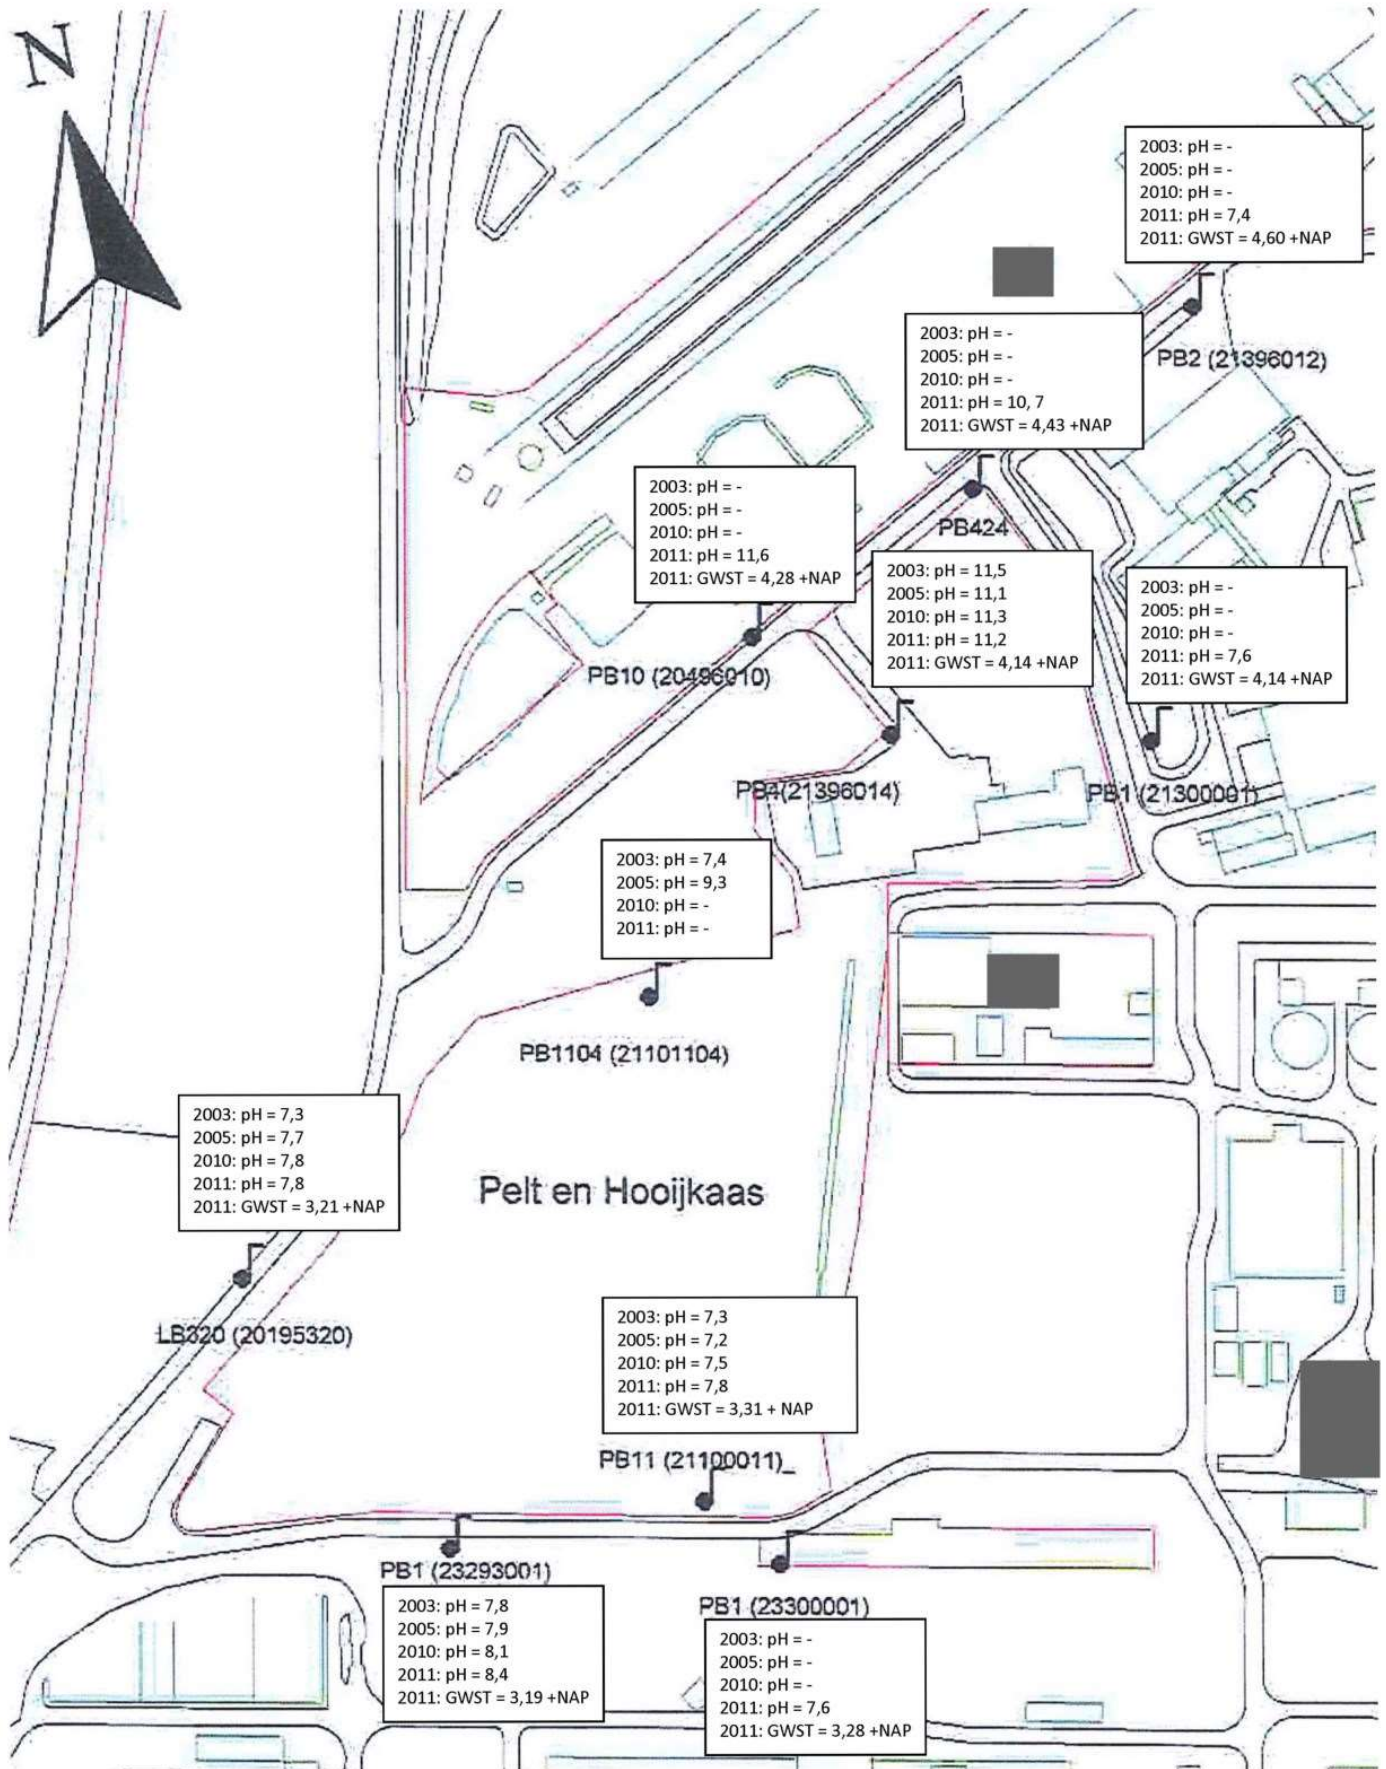 N
2003: pH = -
2005: pH = -
2010: pH = -
2011: pH = 7,4
2011: GWST = 4,60 +NAP
PB2 (21396012)
2003: pH = -
2005: pH = -
2010: pH = -
2011: pH = 10, 7
2011: GWST = 4,43 +NAP
PB424
2003: pH = -
2005: pH = -
2010: pH = -
2011: pH = 11,6
2011: GWST = 4,28 +NAP
PB10 (20496010)
2003: pH = 11,5
2005: pH = 11,1
2010: pH = 11,3
2011: pH = 11,2
2011: GWST = 4,14 +NAP
PB4(21396014)
2003: pH = -
2005: pH = -
2010: pH = -
2011: pH = 7,6
2011: GWST = 4,14 +NAP
PB1 (21300001)
2003: pH = 7,4
2005: pH = 9,3
2010: pH = -
2011: pH = -
PB1104 (21101104)
2003: pH = 7,3
2005: pH = 7,7
2010: pH = 7,8
2011: pH = 7,8
2011: GWST = 3,21 +NAP
LB320 (20195320)
Pelt en Hooijkaas
2003: pH = 7,3
2005: pH = 7,2
2010: pH = 7,5
2011: pH = 7,8
2011: GWST = 3,31 + NAP
PB11 (21100011)_
PB1 (23293001)
2003: pH = 7,8
2005: pH = 7,9
2010: pH = 8,1
2011: pH = 8,4
2011: GWST = 3,19 +NAP
PB1 (23300001)
2003: pH = -
2005: pH = -
2010: pH = -
2011: pH = 7,6
2011: GWST = 3,28 +NAP